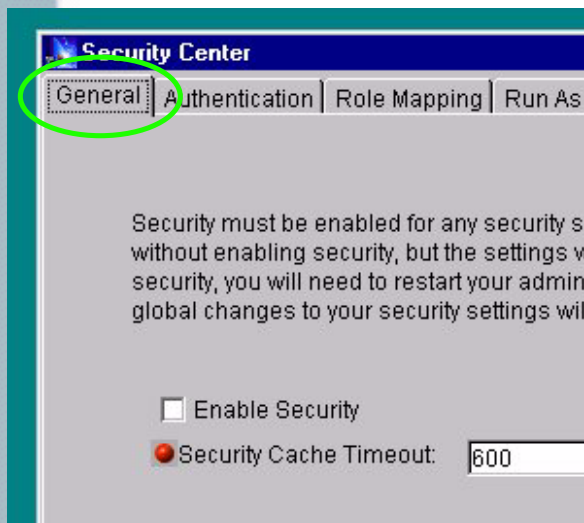 Security Center
General Authentication Role Mapping Run As
Security must be enabled for any security s
without enabling security, but the settings
security, you will need to restart your admin
global changes to your security settings wil
Enable Security
Security Cache Timeout: 600